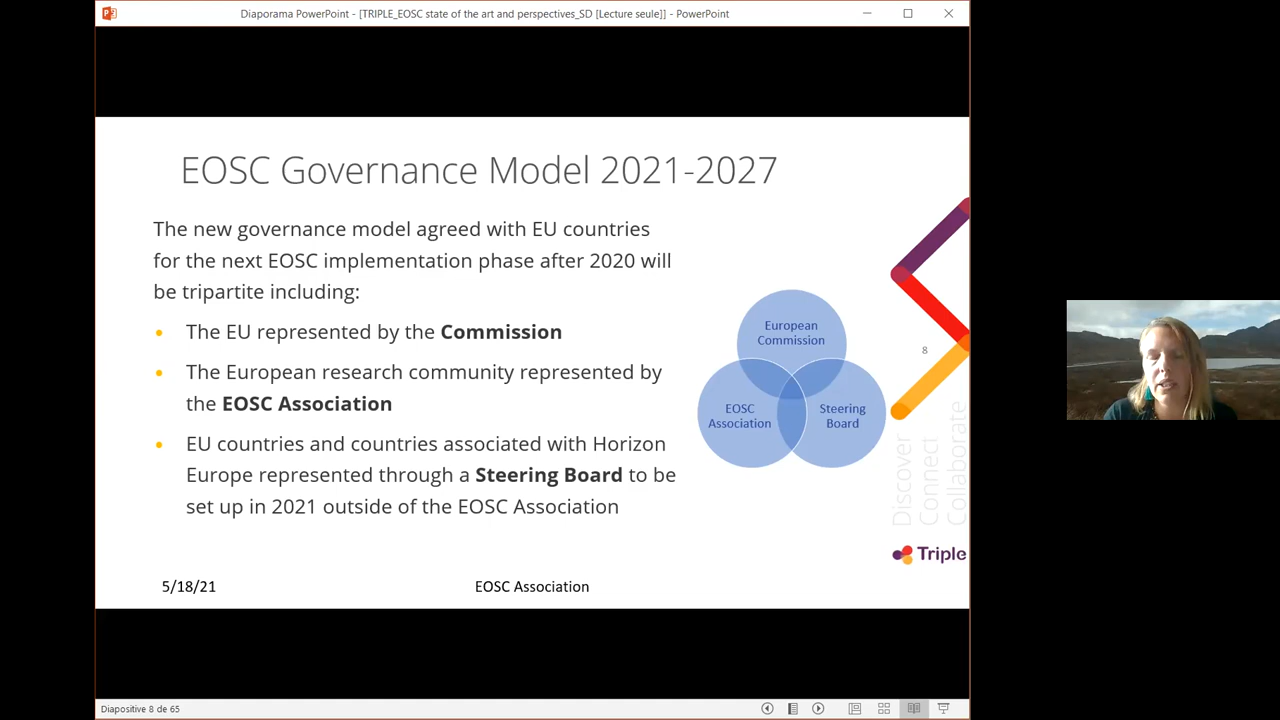 Diaporama PowerPoint - [TRIPLE_EOSC state of the art and perspectives_SD [Lecture seule]] - PowerPoint
EOSC Governance Model 2021-2027
The new governance model agreed with EU countries
for the next EOSC implementation phase after 2020 will
be tripartite including:
• The EU represented by the Commission
• The European research community represented by
the EOSC Association
• EU countries and countries associated with Horizon
Europe represented through a Steering Board to be
set up in 2021 outside of the EOSC Association
European
Commission
EOSC
Association
Steering
Board
8
Discover
Connect
Collaborate
Triple
5/18/21
EOSC Association
Diapositive 8 de 65